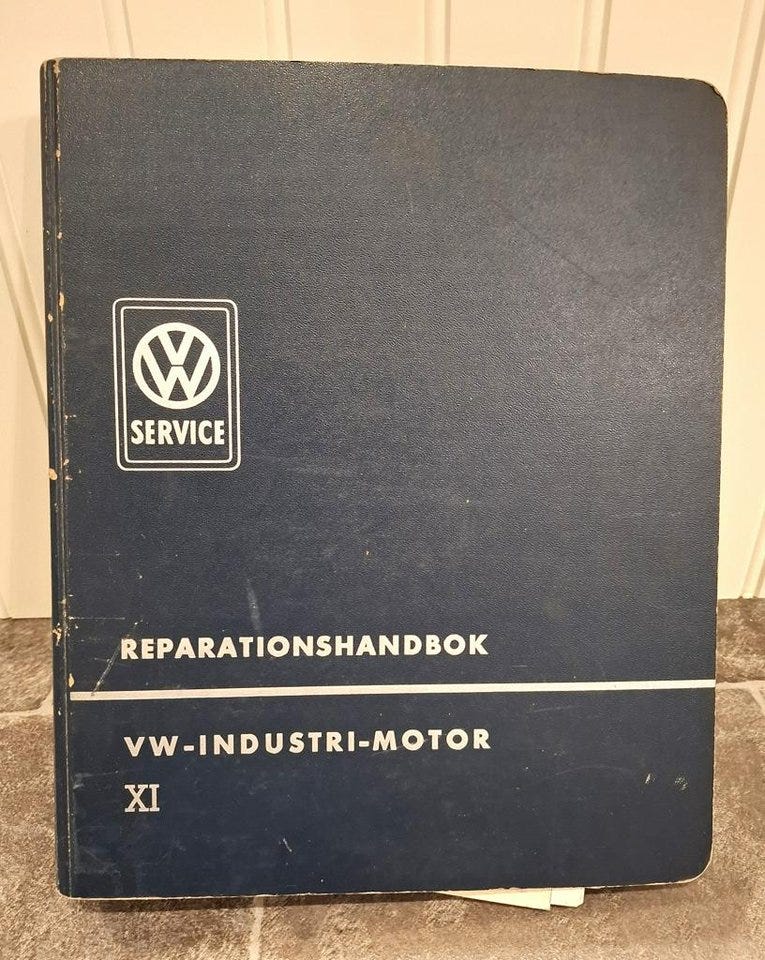 VW
SERVICE
REPARATIONSHANDBOK
VW-INDUSTRI-MOTOR
XI